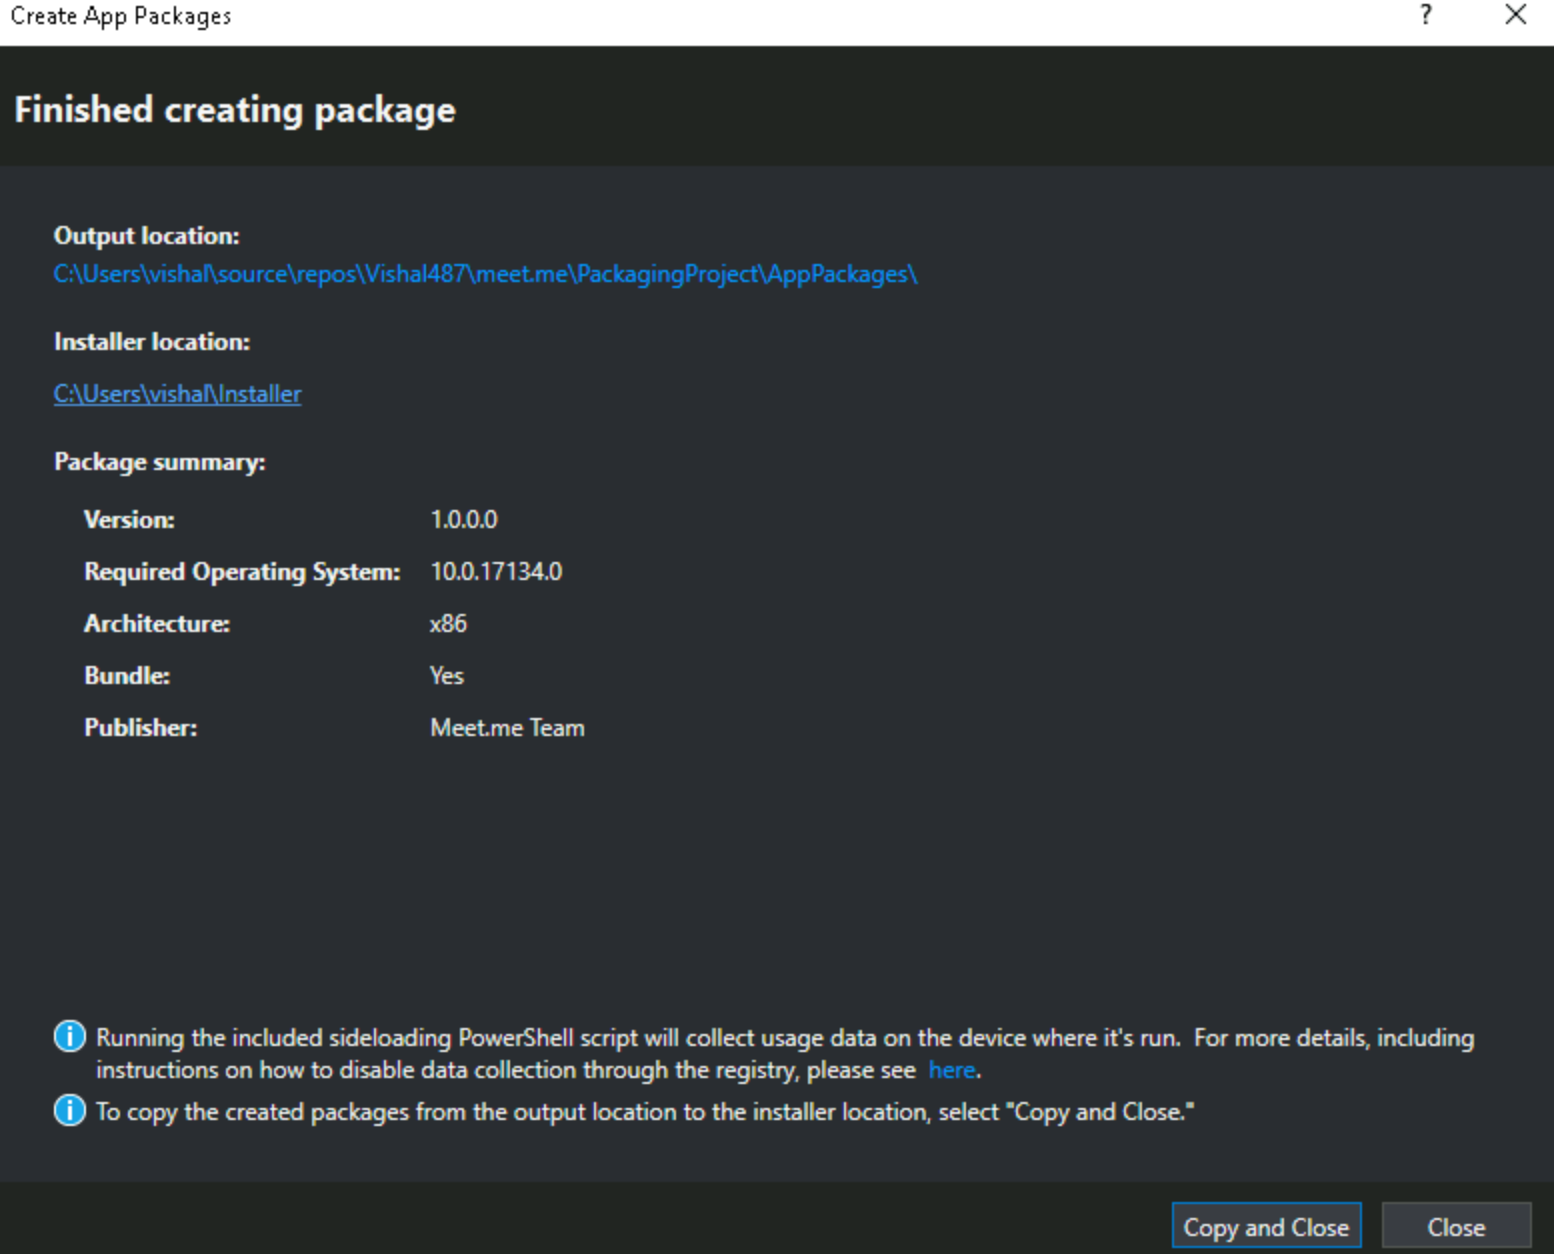 Create App Packages
?
Finished creating package
Output location:
C:\Users\vishal\source\repos\Vishal487\meet.me\PackagingProject\AppPackages\
Installer location:
C:\Users\vishal\Installer
Package summary:
Version: 1.0.0.0
Required Operating System: 10.0.17134.0
Architecture: x86
Bundle: Yes
Publisher: Meet.me Team
Running the included sideloading PowerShell script will collect usage data on the device where it's run.  For more details, including
instructions on how to disable data collection through the registry, please see  here.
To copy the created packages from the output location to the installer location, select "Copy and Close."
Copy and Close Close